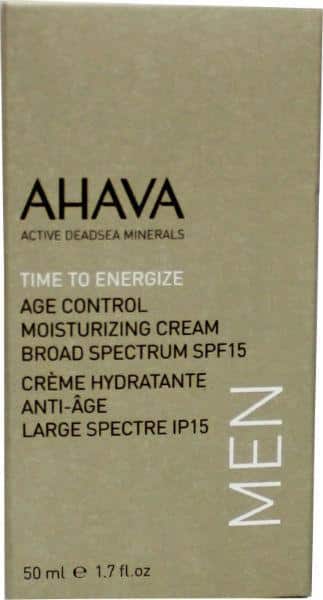 AHAVA
ACTIVE DEADSEA MINERALS
TIME TO ENERGIZE
AGE CONTROL
MOISTURIZING CREAM
BROAD SPECTRUM SPF15
CRÈME HYDRATANTE
ANTI-ÂGE
LARGE SPECTRE IP15
MEN
50 ml ℮ 1.7 fl.oz